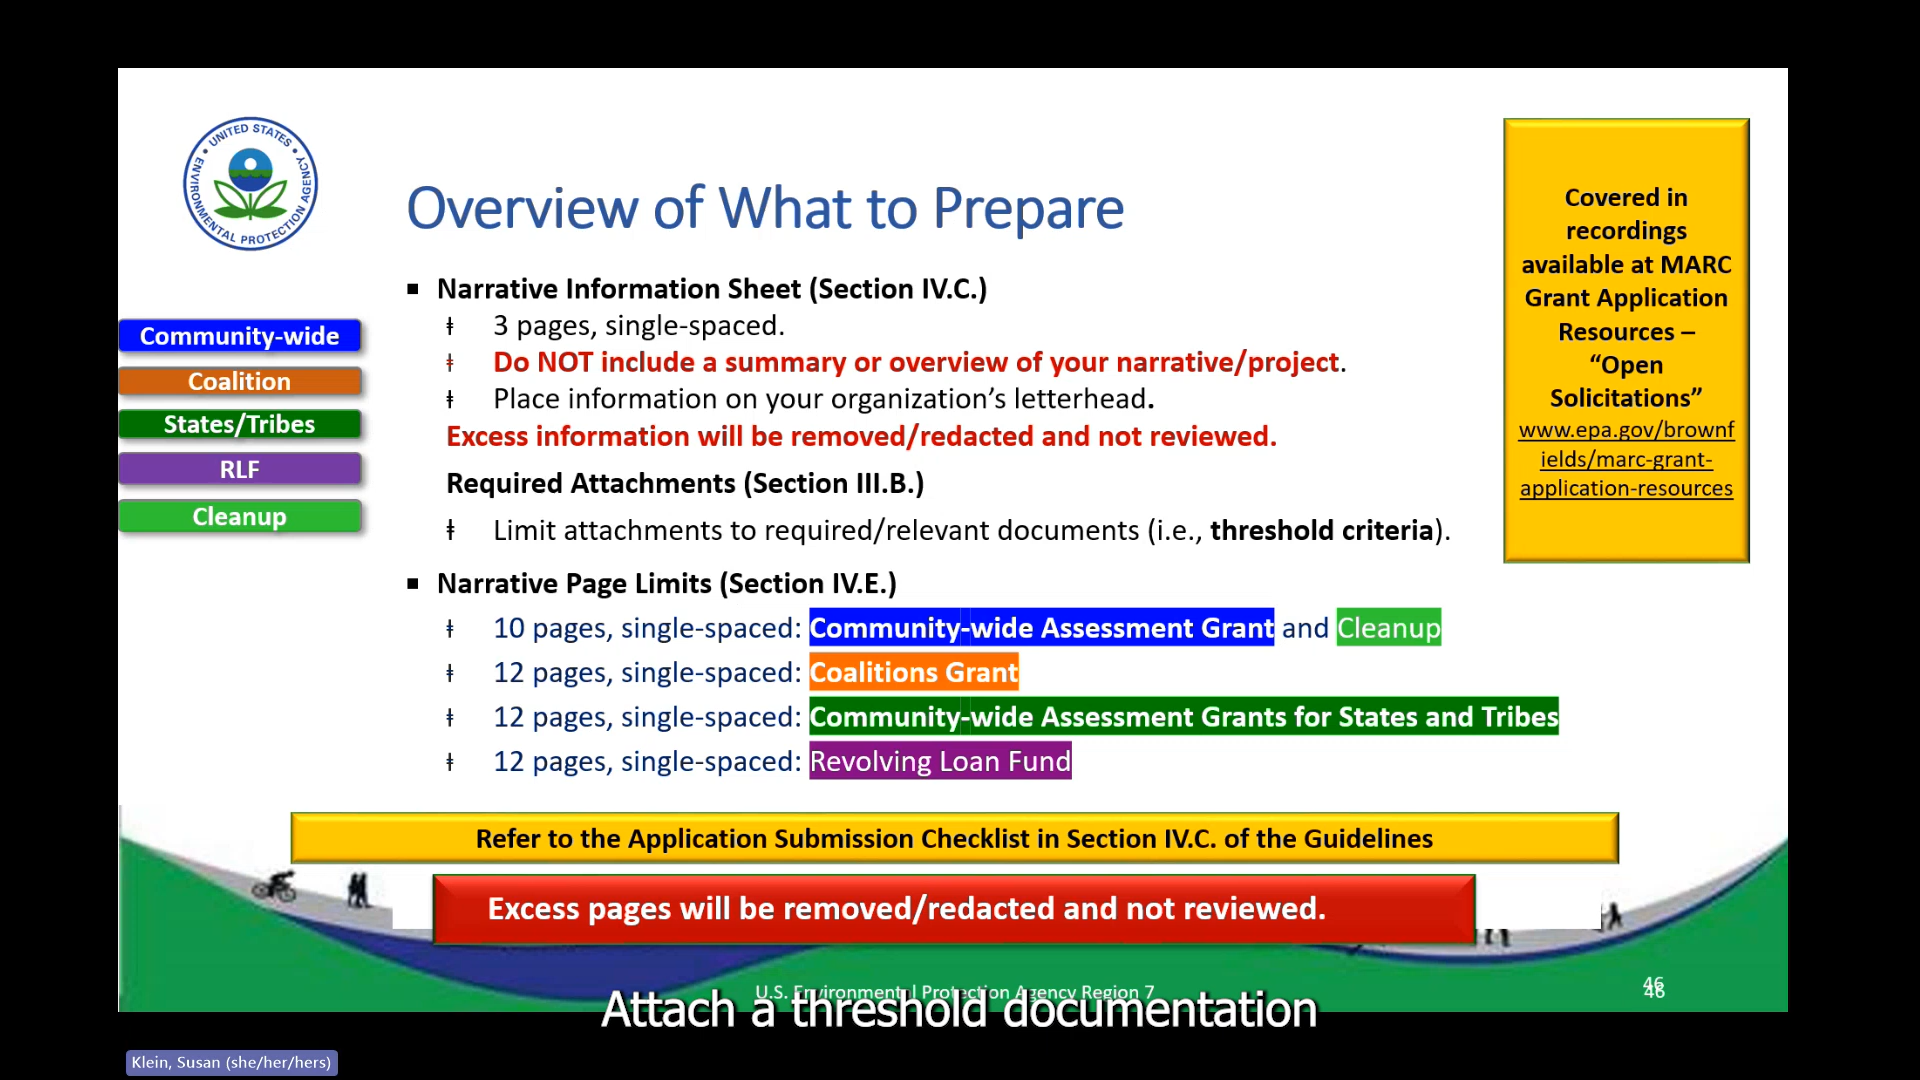 UNITED STATES
ENVIRONMENTAL PROTECTION AGENCY
Overview of What to Prepare
Community-wide
Coalition
States/Tribes
RLF
Cleanup
Narrative Information Sheet (Section IV.C.)
3 pages, single-spaced.
Do NOT include a summary or overview of your narrative/project.
Place information on your organization’s letterhead.
Excess information will be removed/redacted and not reviewed.
Required Attachments (Section III.B.)
Limit attachments to required/relevant documents (i.e., threshold criteria).
Narrative Page Limits (Section IV.E.)
10 pages, single-spaced: Community-wide Assessment Grant and Cleanup
12 pages, single-spaced: Coalitions Grant
12 pages, single-spaced: Community-wide Assessment Grants for States and Tribes
12 pages, single-spaced: Revolving Loan Fund
Covered in
recordings
available at MARC
Grant Application
Resources –
“Open
Solicitations”
www.epa.gov/brownf
ields/marc-grant-
application-resources
Refer to the Application Submission Checklist in Section IV.C. of the Guidelines
Excess pages will be removed/redacted and not reviewed.
U.S. Environmental Protection Agency Region 7
46
Attach a threshold documentation
Klein, Susan (she/her/hers)